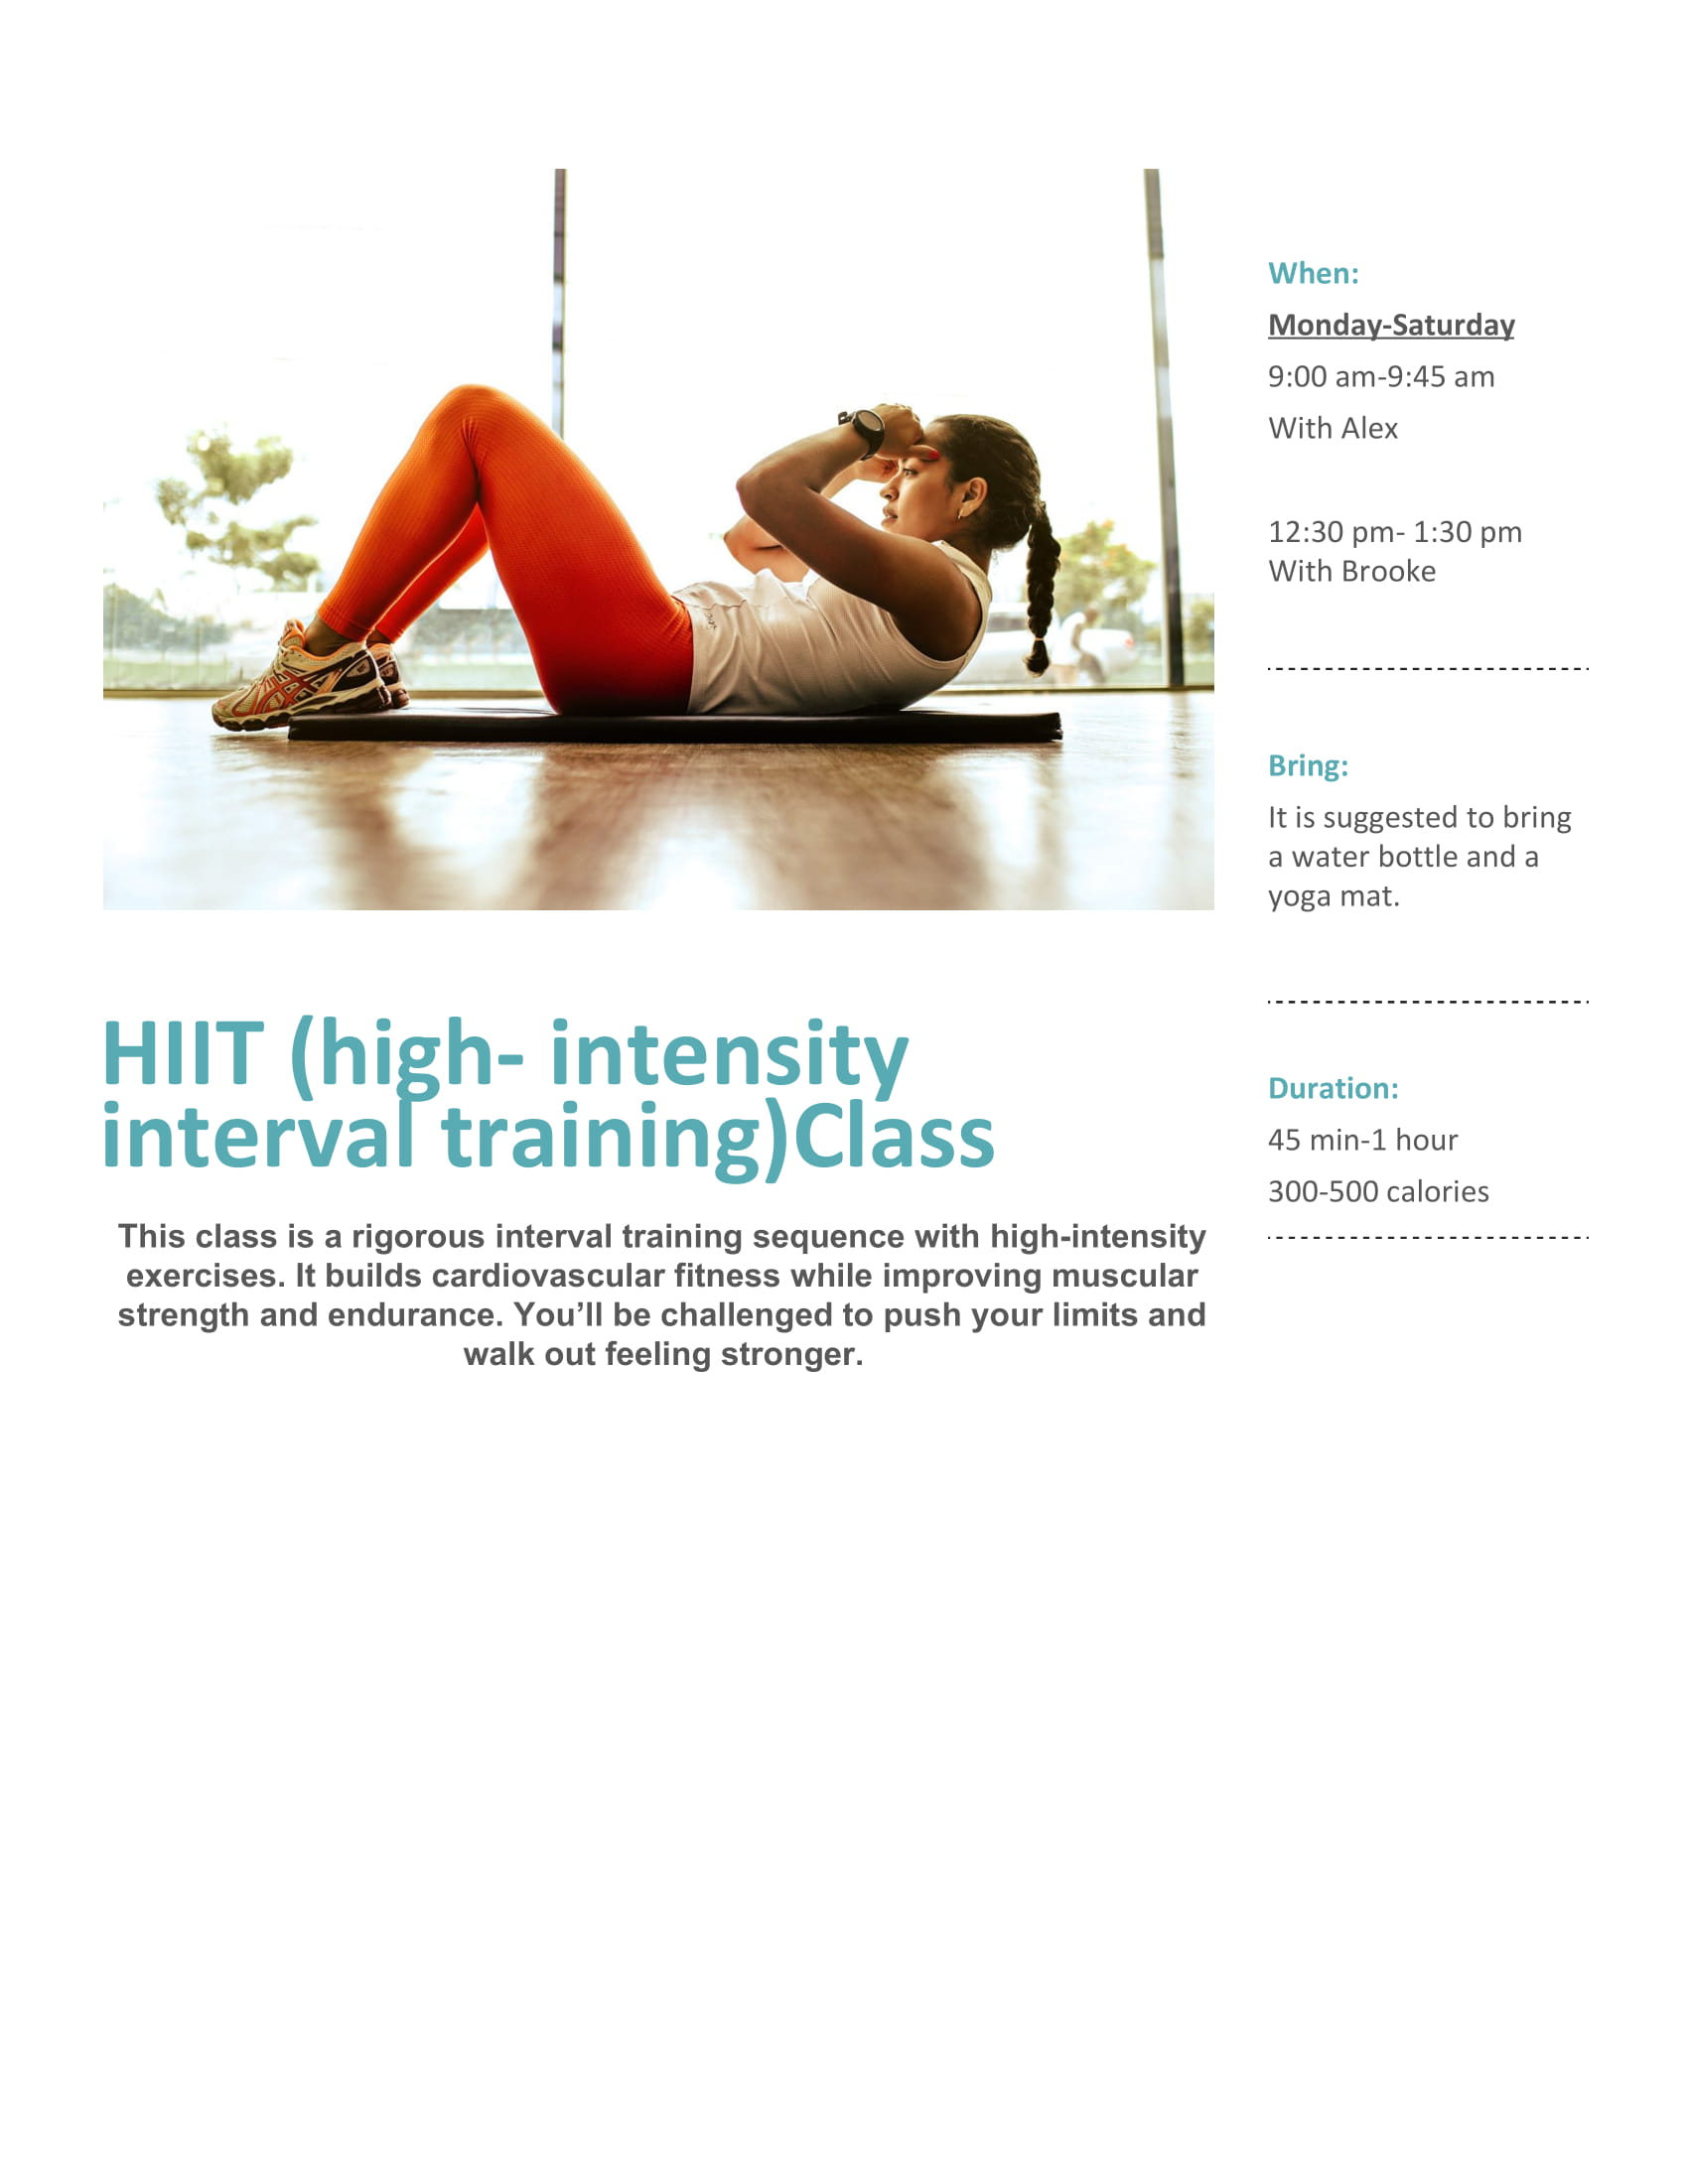 When:
Monday-Saturday
9:00 am-9:45 am
With Alex
12:30 pm- 1:30 pm
With Brooke
Bring:
It is suggested to bring
a water bottle and a
yoga mat.
HIIT (high- intensity
interval training)Class
This class is a rigorous interval training sequence with high-intensity
exercises. It builds cardiovascular fitness while improving muscular
strength and endurance. You’ll be challenged to push your limits and
walk out feeling stronger.
Duration:
45 min-1 hour
300-500 calories